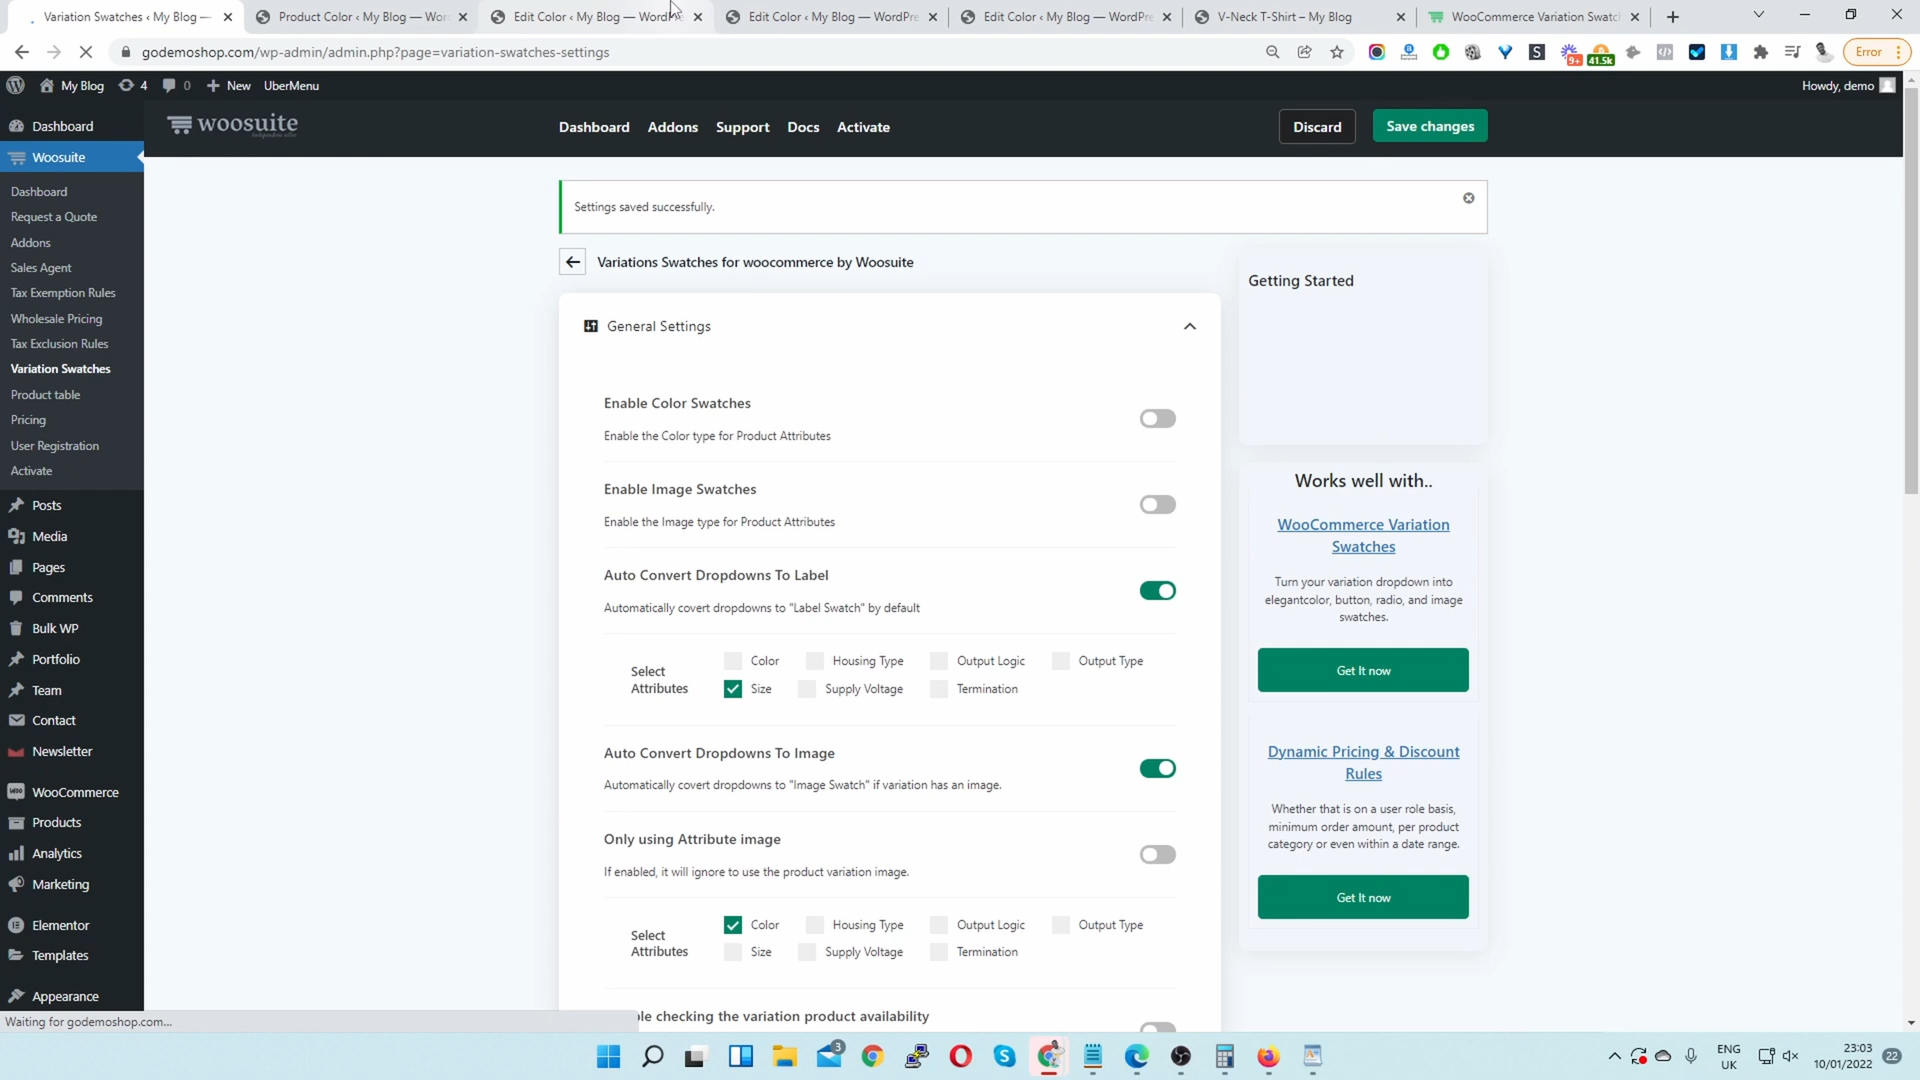 Variation Swatches ‹ My Blog —
Product Color ‹ My Blog — Wor
Edit Color ‹ My Blog — WordPre
Edit Color ‹ My Blog — WordPre
Edit Color ‹ My Blog — WordPre
V-Neck T-Shirt – My Blog
WooCommerce Variation Swatch
godemoshop.com/wp-admin/admin.php?page=variation-swatches-settings
9+
41.5k
Error
My Blog
4
0
New
UberMenu
Howdy, demo
woosuite
Dashboard
Addons
Support
Docs
Activate
Discard
Save changes
Dashboard
Woosuite
Dashboard
Request a Quote
Addons
Sales Agent
Tax Exemption Rules
Wholesale Pricing
Tax Exclusion Rules
Variation Swatches
Product table
Pricing
User Registration
Activate
Posts
Media
Pages
Comments
Bulk WP
Portfolio
Team
Contact
Newsletter
WooCommerce
Products
Analytics
Marketing
Elementor
Templates
Appearance
Waiting for godemoshop.com...
Settings saved successfully.
Variations Swatches for woocommerce by Woosuite
General Settings
Enable Color Swatches
Enable the Color type for Product Attributes
Enable Image Swatches
Enable the Image type for Product Attributes
Auto Convert Dropdowns To Label
Automatically covert dropdowns to "Label Swatch" by default
Select
Attributes
Color
Housing Type
Output Logic
Output Type
Size
Supply Voltage
Termination
Auto Convert Dropdowns To Image
Automatically covert dropdowns to "Image Swatch" if variation has an image.
Only using Attribute image
If enabled, it will ignore to use the product variation image.
Select
Attributes
Color
Housing Type
Output Logic
Output Type
Size
Supply Voltage
Termination
le checking the variation product availability
Getting Started
Works well with..
WooCommerce Variation
Swatches
Turn your variation dropdown into
elegantcolor, button, radio, and image
swatches.
Get It now
Dynamic Pricing & Discount
Rules
Whether that is on a user role basis,
minimum order amount, per product
category or even within a date range.
Get It now
3
ENG
UK
23:03
10/01/2022
22